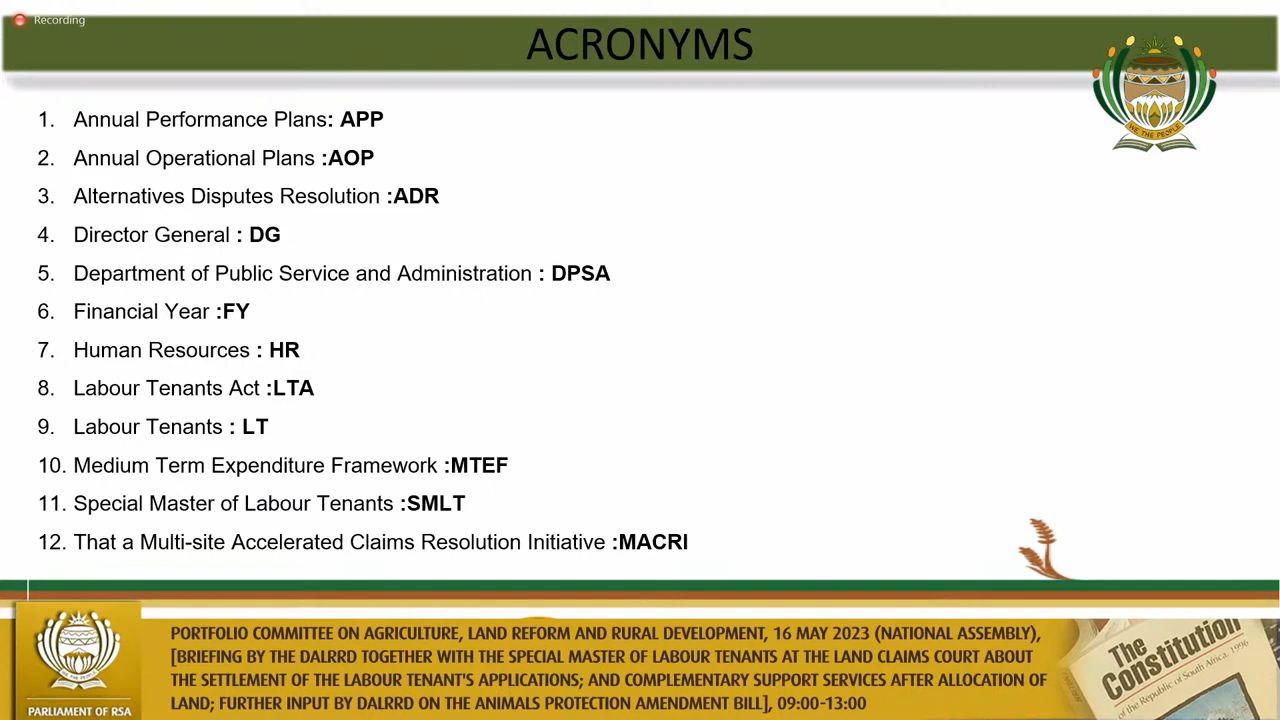 Recording
ACRONYMS
WE THE PEOPLE
1. Annual Performance Plans: APP
2. Annual Operational Plans :AOP
3. Alternatives Disputes Resolution :ADR
4. Director General : DG
5. Department of Public Service and Administration : DPSA
6. Financial Year :FY
7. Human Resources : HR
8. Labour Tenants Act :LTA
9. Labour Tenants : LT
10. Medium Term Expenditure Framework :MTEF
11. Special Master of Labour Tenants :SMLT
12. That a Multi-site Accelerated Claims Resolution Initiative :MACRI
PORTFOLIO COMMITTEE ON AGRICULTURE, LAND REFORM AND RURAL DEVELOPMENT, 16 MAY 2023 (NATIONAL ASSEMBLY),
[BRIEFING BY THE DALRRD TOGETHER WITH THE SPECIAL MASTER OF LABOUR TENANTS AT THE LAND CLAIMS COURT ABOUT
THE SETTLEMENT OF THE LABOUR TENANT'S APPLICATIONS; AND COMPLEMENTARY SUPPORT SERVICES AFTER ALLOCATION OF
LAND; FURTHER INPUT BY DALRRD ON THE ANIMALS PROTECTION AMENDMENT BILL], 09:00-13:00
WE THE PEOPLE
PARLIAMENT OF RSA
The
Constitution
of the Republic of South Africa, 1996